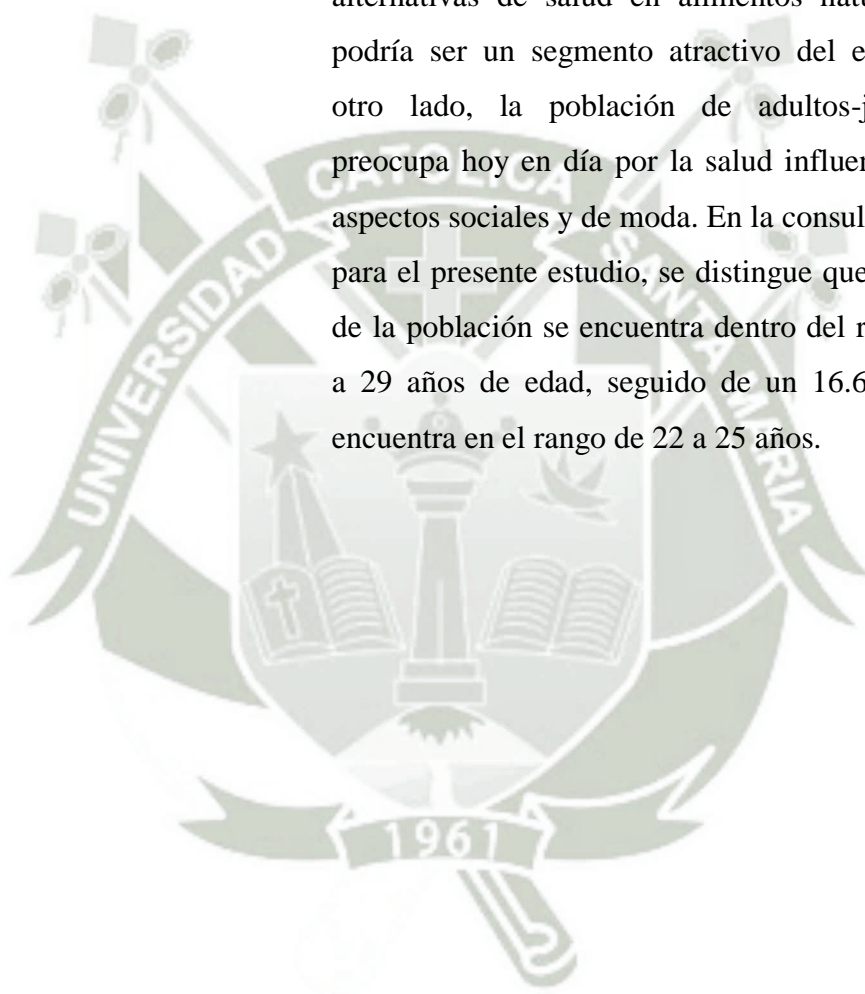 alternativas de salud en alimentos
podría ser un segmento atractivo del
otro lado, la población de adultos-
preocupa hoy en día por la salud
aspectos sociales y de moda. En la
para el presente estudio, se distingue que
de la población se encuentra dentro del
a 29 años de edad, seguido de un 16.6
encuentra en el rango de 22 a 25 años.
UNIVERSIDAD CATOLICA SANTA MARIA
1961